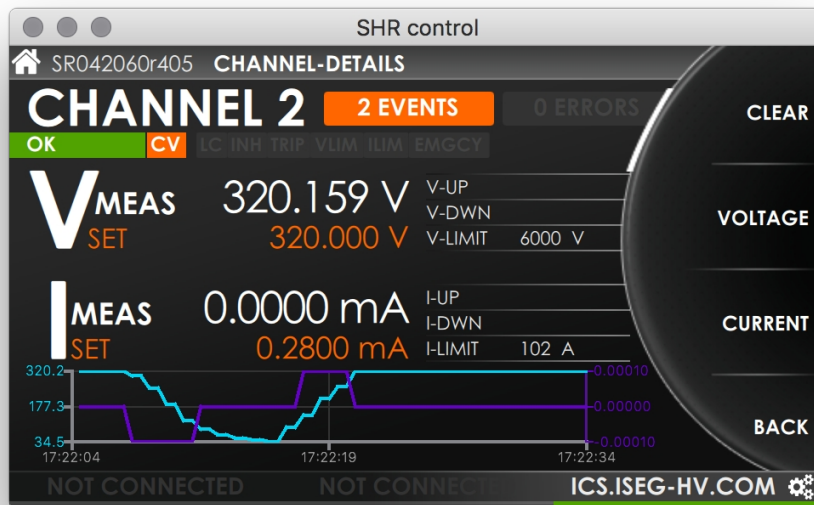 SHR control
SR042060r405 CHANNEL-DETAILS
CHANNEL 2 2 EVENTS 0 ERRORS
OK CV LC INH TRIP VLIM ILIM EMGCY
CLEAR
V MEAS 320.159 V
SET 320.000 V
V-UP
V-DWN
V-LIMIT 6000 V
VOLTAGE
I MEAS 0.0000 mA
SET 0.2800 mA
I-UP
I-DWN
I-LIMIT 102 A
CURRENT
320.2 0.00010
177.3 0.00000
34.5 -0.00010
17:22:04 17:22:19 17:22:34
BACK
NOT CONNECTED NOT CONNECTED ICS.ISEG-HV.COM